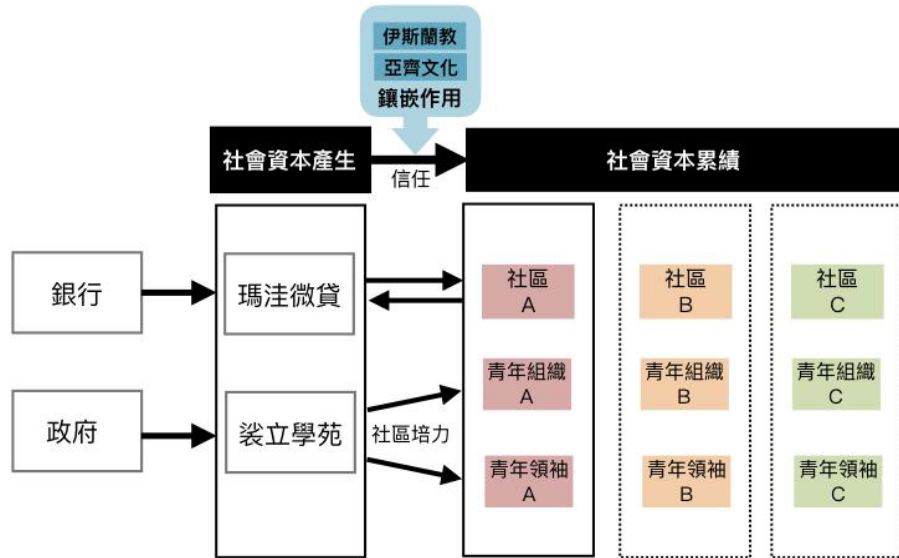 伊斯蘭教
亞齊文化
鑲嵌作用
社會資本產生
信任
社會資本累績
銀行
瑪洼微貸
社區
A
社區
B
社區
C
青年組織
A
青年組織
B
青年組織
C
政府
裟立學苑
社區培力
青年領袖
A
青年領袖
B
青年領袖
C